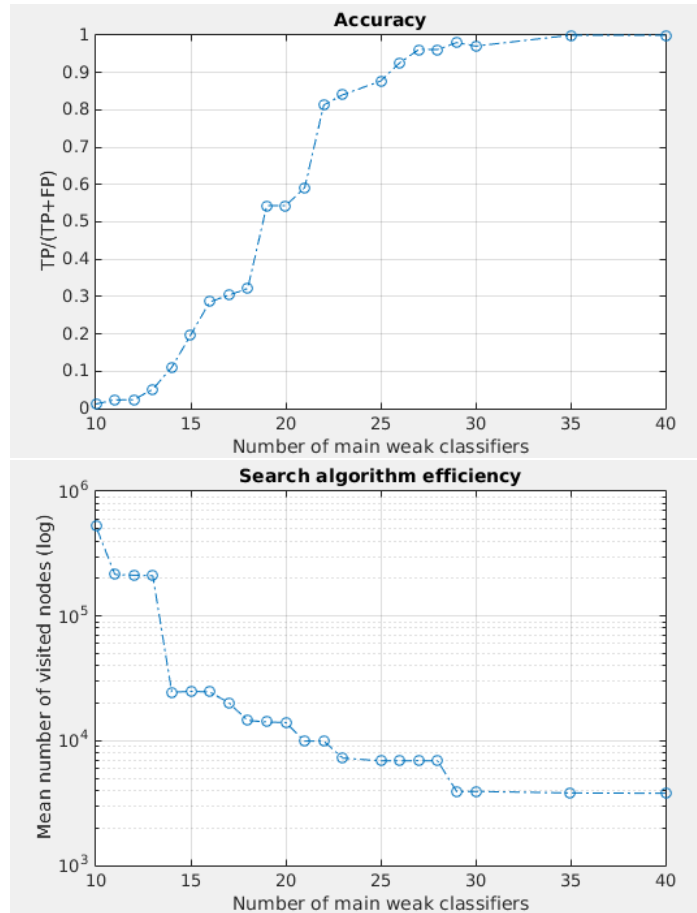 Accuracy
1
0.9
0.8
0.7
0.6
0.5
0.4
0.3
0.2
0.1
0
TP/(TP+FP)
10 15 20 25 30 35 40
Number of main weak classifiers
Search algorithm efficiency
10^6
10^5
10^4
10^3
Mean number of visited nodes (log)
10 15 20 25 30 35 40
Number of main weak classifiers